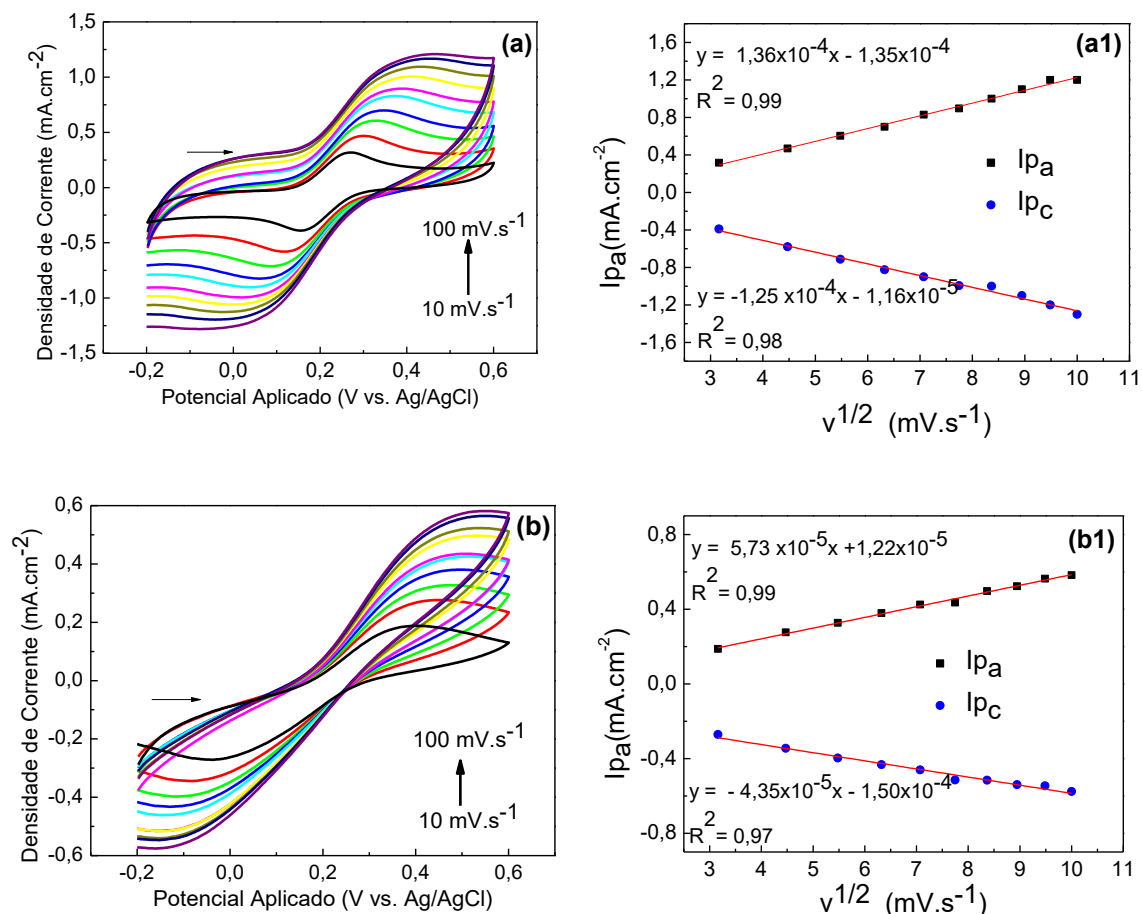 (a)
1,5
1,0
0,5
0,0
-0,5
-1,0
-1,5
Densidade de Corrente (mA.cm⁻²)
100 mV.s⁻¹
10 mV.s⁻¹
-0,2 0,0 0,2 0,4 0,6
Potencial Aplicado (V vs. Ag/AgCl)
(a1)
1,6
1,2
0,8
0,4
0,0
-0,4
-0,8
-1,2
-1,6
Ipₐ(mA.cm⁻²)
y = 1,36x10⁻⁴x - 1,35x10⁻⁴
R² = 0,99
Ipₐ
Ip_C
y = -1,25 x10⁻⁴x - 1,16x10⁻⁵
R² = 0,98
3 4 5 6 7 8 9 10 11
v¹ᐟ² (mV.s⁻¹)
(b)
0,6
0,4
0,2
0,0
-0,2
-0,4
-0,6
Densidade de Corrente (mA.cm⁻²)
100 mV.s⁻¹
10 mV.s⁻¹
-0,2 0,0 0,2 0,4 0,6
Potencial Aplicado (V vs. Ag/AgCl)
(b1)
0,8
0,4
0,0
-0,4
-0,8
Ipₐ(mA.cm⁻²)
y = 5,73 x10⁻⁵x +1,22x10⁻⁵
R² = 0,99
Ipₐ
Ip_C
y = - 4,35x10⁻⁵x - 1,50x10⁻⁴
R² = 0,97
3 4 5 6 7 8 9 10 11
v¹ᐟ² (mV.s⁻¹)